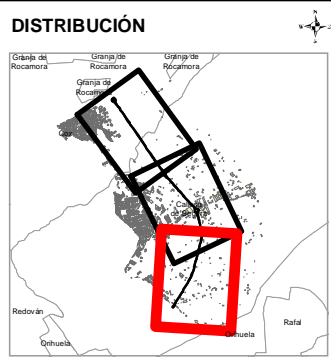 DISTRIBUCIÓN
Granja de
Rocamora
Granja de
Rocamora
Granja de
Rocamora
Granja de
Rocamora
Cox
Callosa
de Segura
Redován
Orihuela
Orihuela
Rafal